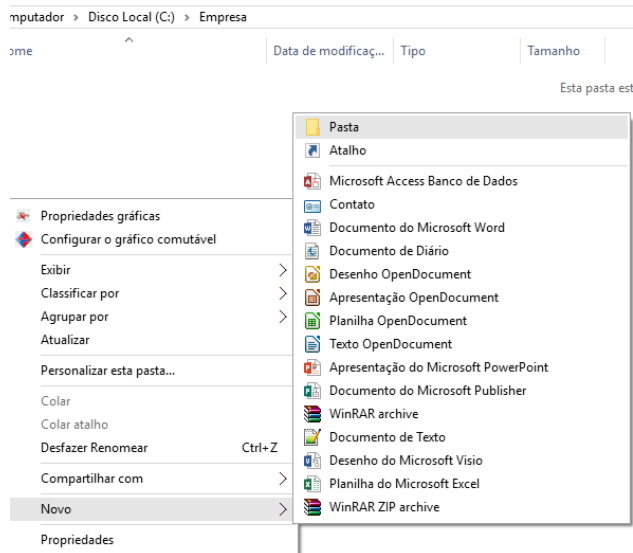 mputador > Disco Local (C:) > Empresa
ome Data de modificaç... Tipo Tamanho
Esta pasta est
Propriedades gráficas
Configurar o gráfico comutável
Exibir
Classificar por
Agrupar por
Atualizar
Personalizar esta pasta...
Colar
Colar atalho
Desfazer Renomear Ctrl+Z
Compartilhar com
Novo
Propriedades
Pasta
Atalho
Microsoft Access Banco de Dados
Contato
Documento do Microsoft Word
Documento de Diário
Desenho OpenDocument
Apresentação OpenDocument
Planilha OpenDocument
Texto OpenDocument
Apresentação do Microsoft PowerPoint
Documento do Microsoft Publisher
WinRAR archive
Documento de Texto
Desenho do Microsoft Visio
Planilha do Microsoft Excel
WinRAR ZIP archive